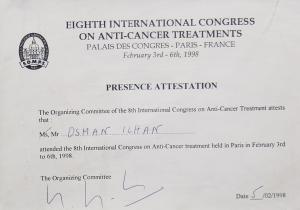 EIGHTH INTERNATIONAL CONGRESS
ON ANTI-CANCER TREATMENTS
PALAIS DES CONGRES - PARIS - FRANCE
February 3rd - 6th, 1998
PRESENCE ATTESTATION
The Organizing Committee of the 8th International Congress on Anti-Cancer Treatment attests
that :
Ms, Mr OSMAN ILHAN
attended the 8th International Congress on Anti-Cancer treatment held in Paris in February 3rd
to 6th, 1998.
The Organizing Committee
Date 5 /02/1998